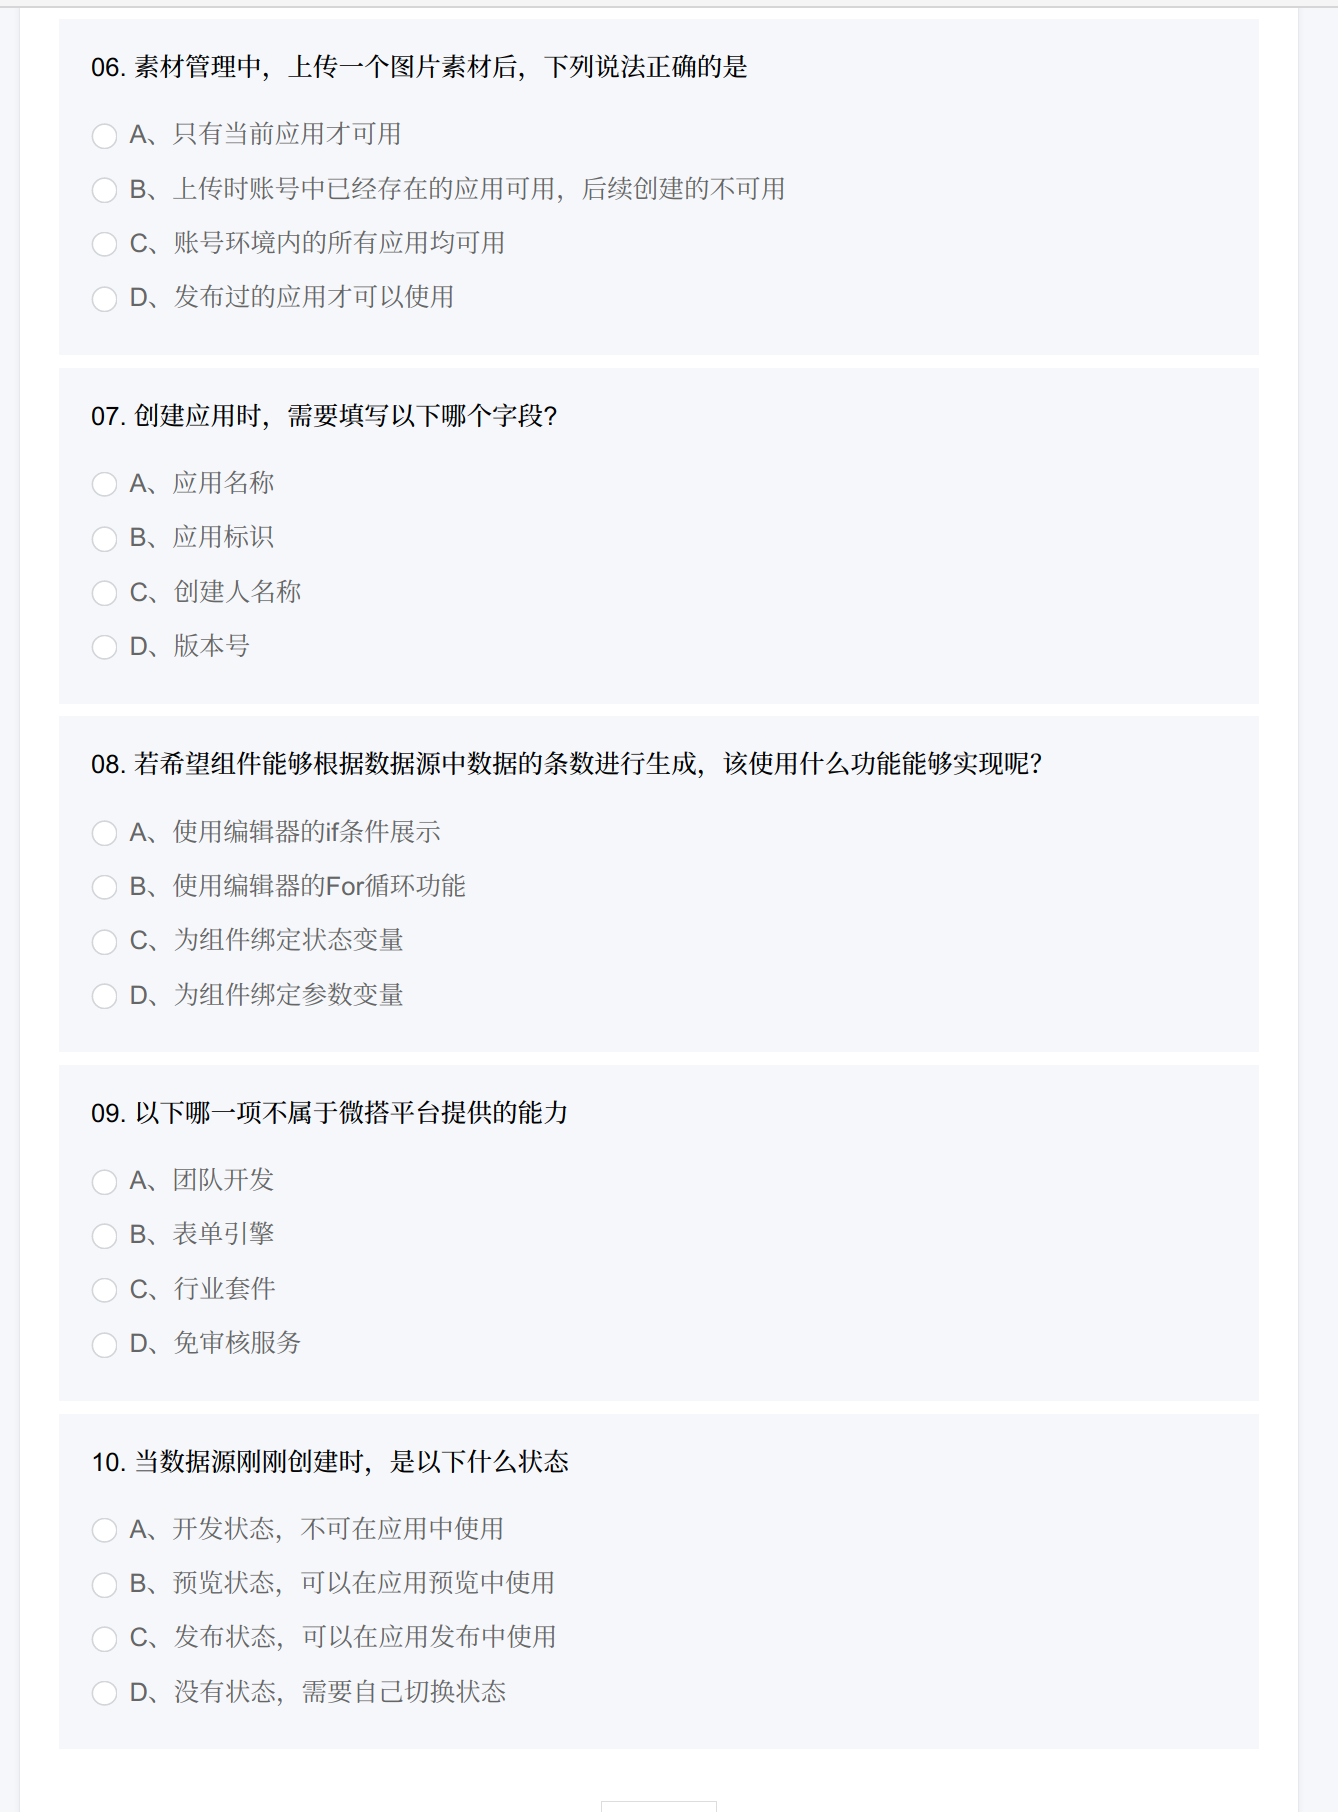 06. 素材管理中，上传一个图片素材后，下列说法正确的是
A、只有当前应用才可用
B、上传时账号中已经存在的应用可用，后续创建的不可用
C、账号环境内的所有应用均可用
D、发布过的应用才可以使用
07. 创建应用时，需要填写以下哪个字段?
A、应用名称
B、应用标识
C、创建人名称
D、版本号
08. 若希望组件能够根据数据源中数据的条数进行生成，该使用什么功能能够实现呢？
A、使用编辑器的if条件展示
B、使用编辑器的For循环功能
C、为组件绑定状态变量
D、为组件绑定参数变量
09. 以下哪一项不属于微搭平台提供的能力
A、团队开发
B、表单引擎
C、行业套件
D、免审核服务
10. 当数据源刚刚创建时，是以下什么状态
A、开发状态，不可在应用中使用
B、预览状态，可以在应用预览中使用
C、发布状态，可以在应用发布中使用
D、没有状态，需要自己切换状态